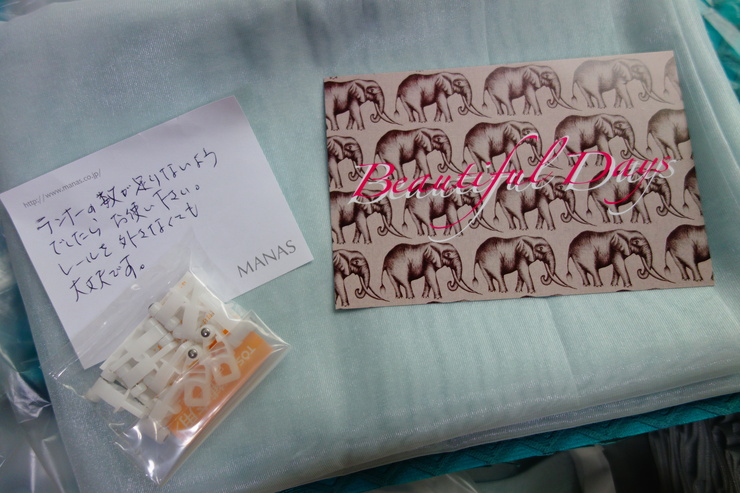 http://www.manas.co.jp/
ランナーの数が足りないよう
でしたら お使い下さい。
レールを外さなくても
大丈夫です。
MANAS
Beautiful Days
6
6